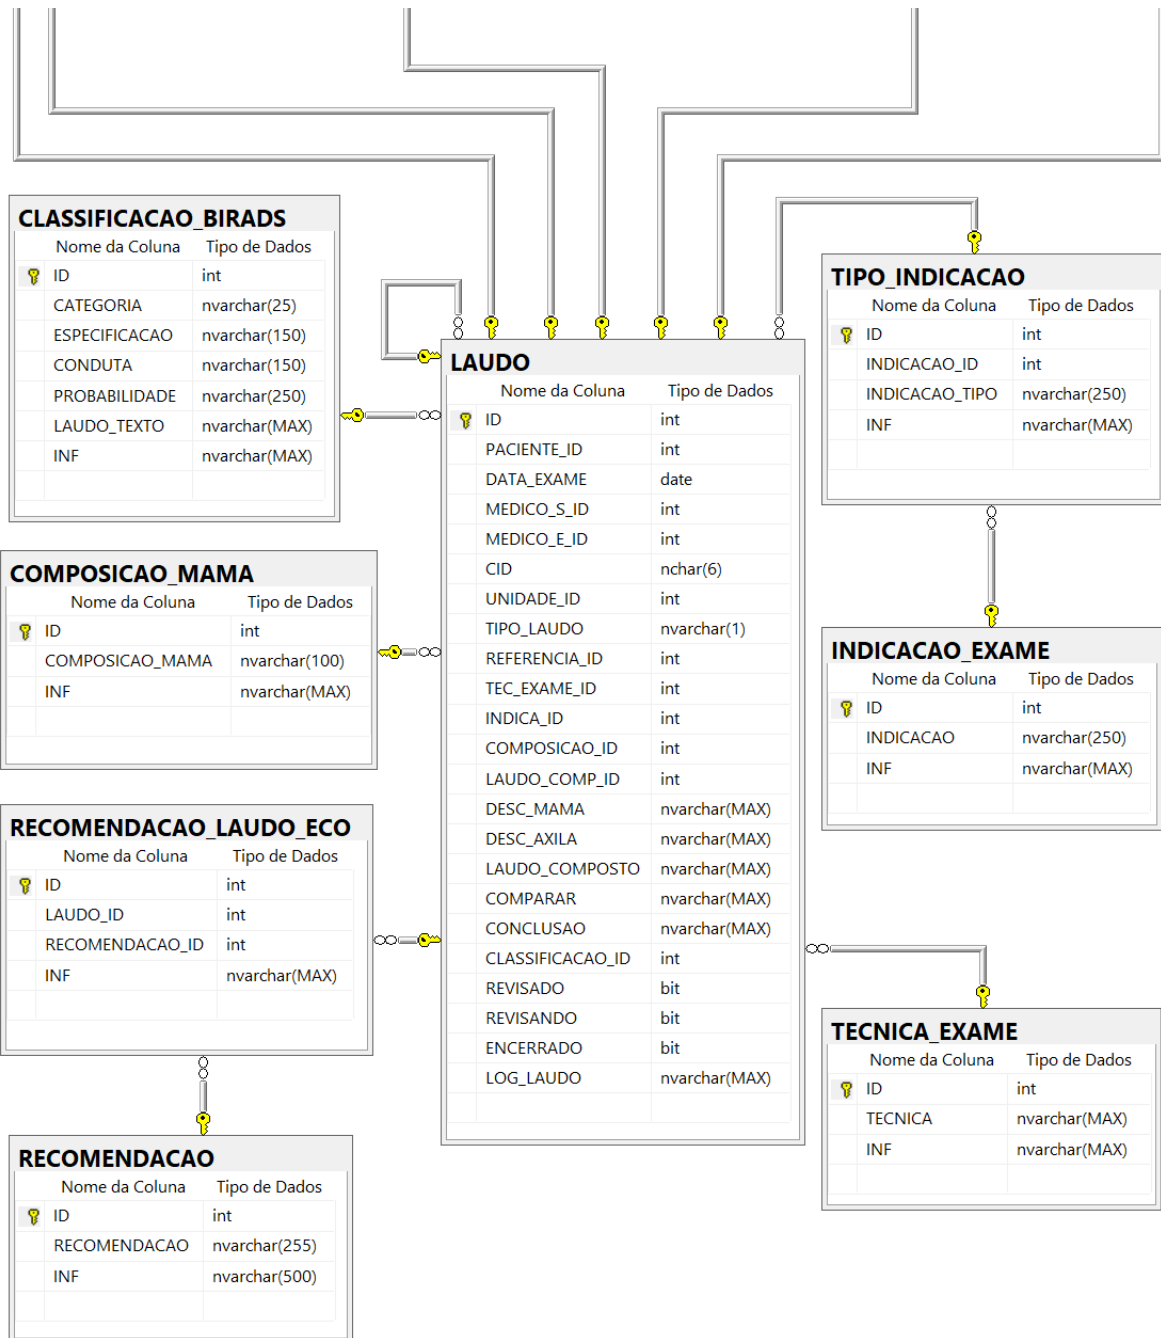 CLASSIFICACAO_BIRADS
Nome da Coluna Tipo de Dados
ID int
CATEGORIA nvarchar(25)
ESPECIFICACAO nvarchar(150)
CONDUTA nvarchar(150)
PROBABILIDADE nvarchar(250)
LAUDO_TEXTO nvarchar(MAX)
INF nvarchar(MAX)
COMPOSICAO_MAMA
Nome da Coluna Tipo de Dados
ID int
COMPOSICAO_MAMA nvarchar(100)
INF nvarchar(MAX)
RECOMENDACAO_LAUDO_ECO
Nome da Coluna Tipo de Dados
ID int
LAUDO_ID int
RECOMENDACAO_ID int
INF nvarchar(MAX)
RECOMENDACAO
Nome da Coluna Tipo de Dados
ID int
RECOMENDACAO nvarchar(255)
INF nvarchar(500)
LAUDO
Nome da Coluna Tipo de Dados
ID int
PACIENTE_ID int
DATA_EXAME date
MEDICO_S_ID int
MEDICO_E_ID int
CID nchar(6)
UNIDADE_ID int
TIPO_LAUDO nvarchar(1)
REFERENCIA_ID int
TEC_EXAME_ID int
INDICA_ID int
COMPOSICAO_ID int
LAUDO_COMP_ID int
DESC_MAMA nvarchar(MAX)
DESC_AXILA nvarchar(MAX)
LAUDO_COMPOSTO nvarchar(MAX)
COMPARAR nvarchar(MAX)
CONCLUSAO nvarchar(MAX)
CLASSIFICACAO_ID int
REVISADO bit
REVISANDO bit
ENCERRADO bit
LOG_LAUDO nvarchar(MAX)
TIPO_INDICACAO
Nome da Coluna Tipo de Dados
ID int
INDICACAO_ID int
INDICACAO_TIPO nvarchar(250)
INF nvarchar(MAX)
INDICACAO_EXAME
Nome da Coluna Tipo de Dados
ID int
INDICACAO nvarchar(250)
INF nvarchar(MAX)
TECNICA_EXAME
Nome da Coluna Tipo de Dados
ID int
TECNICA nvarchar(MAX)
INF nvarchar(MAX)